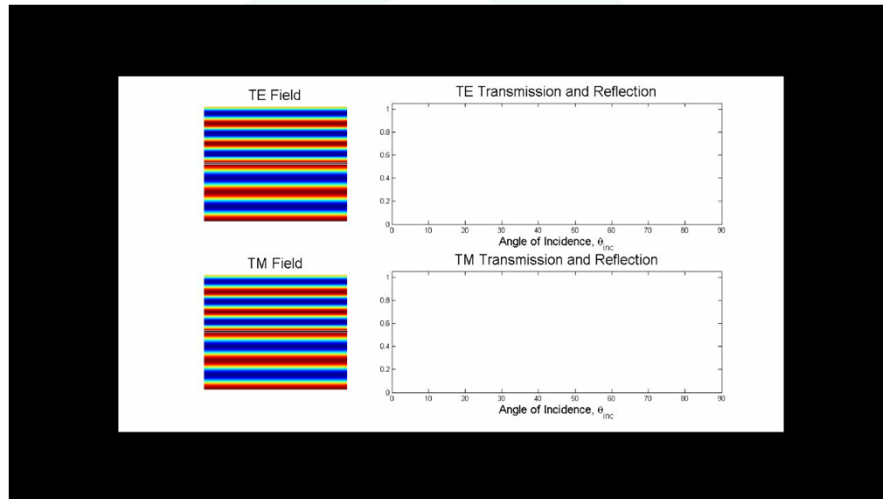 TE Field
TE Transmission and Reflection
1
0.8
0.6
0.4
0.2
0
0 10 20 30 40 50 60 70 80 90
Angle of Incidence, θinc
TM Field
TM Transmission and Reflection
1
0.8
0.6
0.4
0.2
0
0 10 20 30 40 50 60 70 80 90
Angle of Incidence, θinc